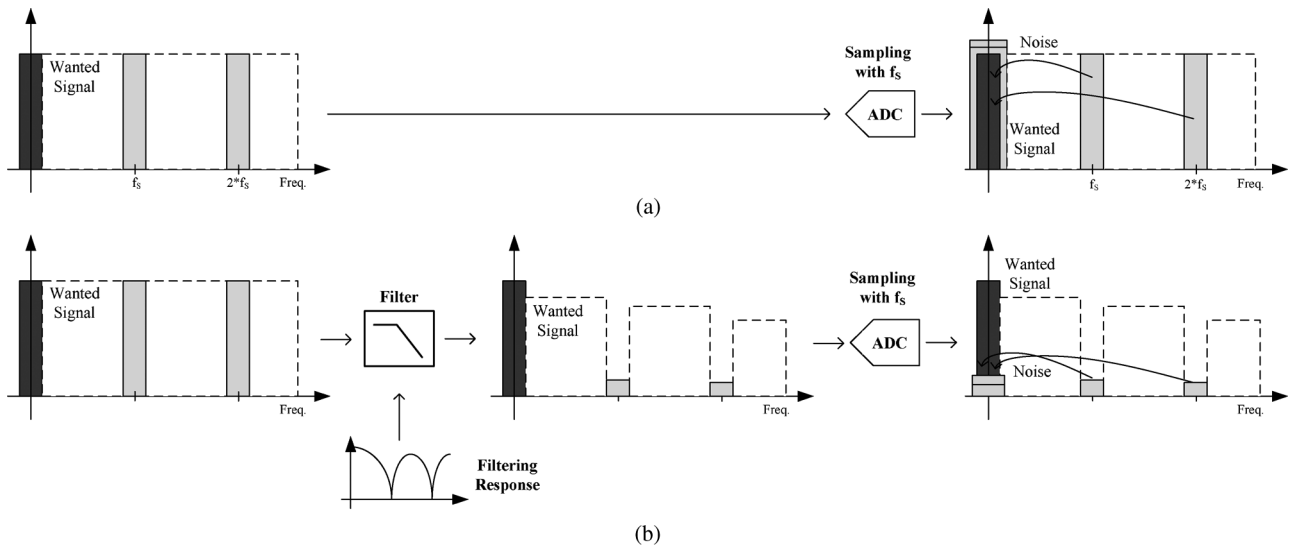 Wanted
Signal
f_S
2*f_S
Freq.
Sampling
with f_S
ADC
Noise
Wanted
Signal
f_S
2*f_S
Freq.
(a)
Wanted
Signal
Freq.
Filter
Filtering
Response
Wanted
Signal
Freq.
Sampling
with f_S
ADC
Wanted
Signal
Noise
Freq.
(b)